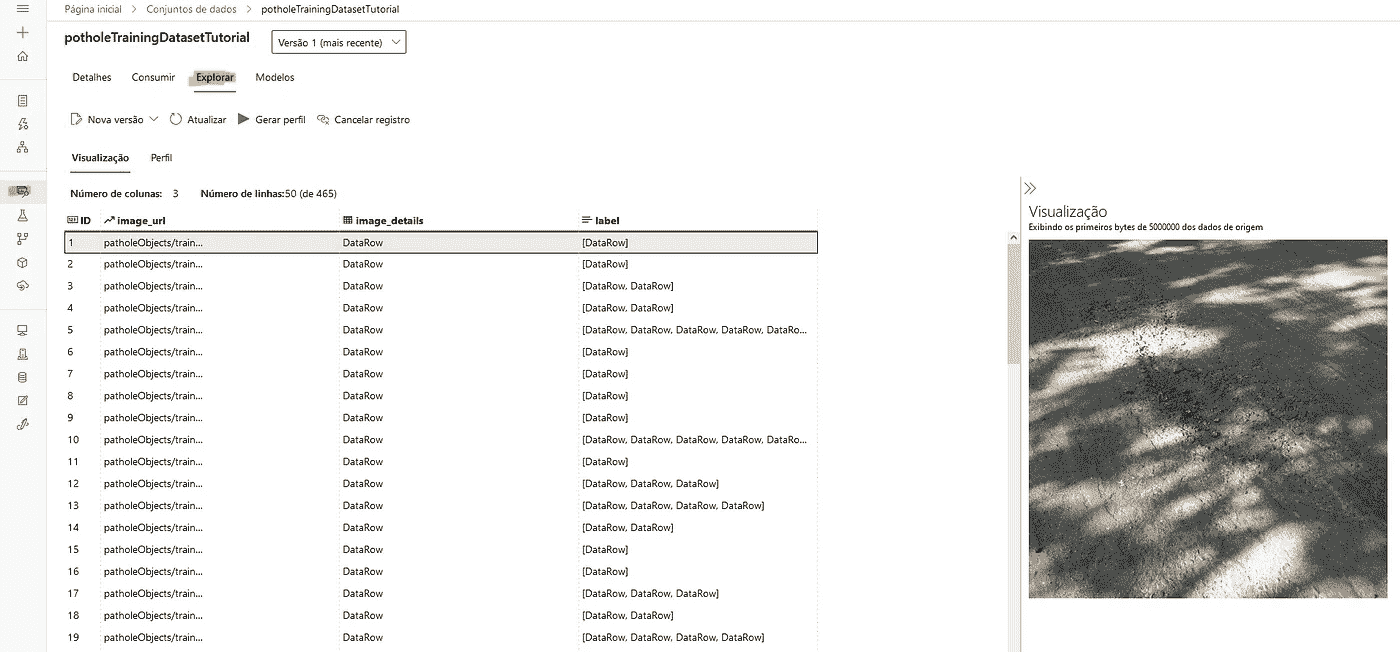 Página inicial > Conjuntos de dados > potholeTrainingDatasetTutorial
potholeTrainingDatasetTutorial Versão 1 (mais recente)
Detalhes Consumir Explorar Modelos
Nova versão Atualizar Gerar perfil Cancelar registro
Visualização Perfil
Número de colunas: 3 Número de linhas:50 (de 465)
ID image_url image_details label
1 patholeObjects/train... DataRow [DataRow]
2 patholeObjects/train... DataRow [DataRow]
3 patholeObjects/train... DataRow [DataRow, DataRow]
4 patholeObjects/train... DataRow [DataRow, DataRow]
5 patholeObjects/train... DataRow [DataRow, DataRow, DataRow, DataRow, DataRo...
6 patholeObjects/train... DataRow [DataRow]
7 patholeObjects/train... DataRow [DataRow]
8 patholeObjects/train... DataRow [DataRow]
9 patholeObjects/train... DataRow [DataRow]
10 patholeObjects/train... DataRow [DataRow, DataRow, DataRow, DataRow, DataRo...
11 patholeObjects/train... DataRow [DataRow]
12 patholeObjects/train... DataRow [DataRow, DataRow, DataRow]
13 patholeObjects/train... DataRow [DataRow, DataRow, DataRow, DataRow]
14 patholeObjects/train... DataRow [DataRow, DataRow]
15 patholeObjects/train... DataRow [DataRow]
16 patholeObjects/train... DataRow [DataRow]
17 patholeObjects/train... DataRow [DataRow, DataRow, DataRow]
18 patholeObjects/train... DataRow [DataRow, DataRow]
19 patholeObjects/train... DataRow [DataRow, DataRow, DataRow, DataRow]
Visualização
Exibindo os primeiros bytes de 5000000 dos dados de origem